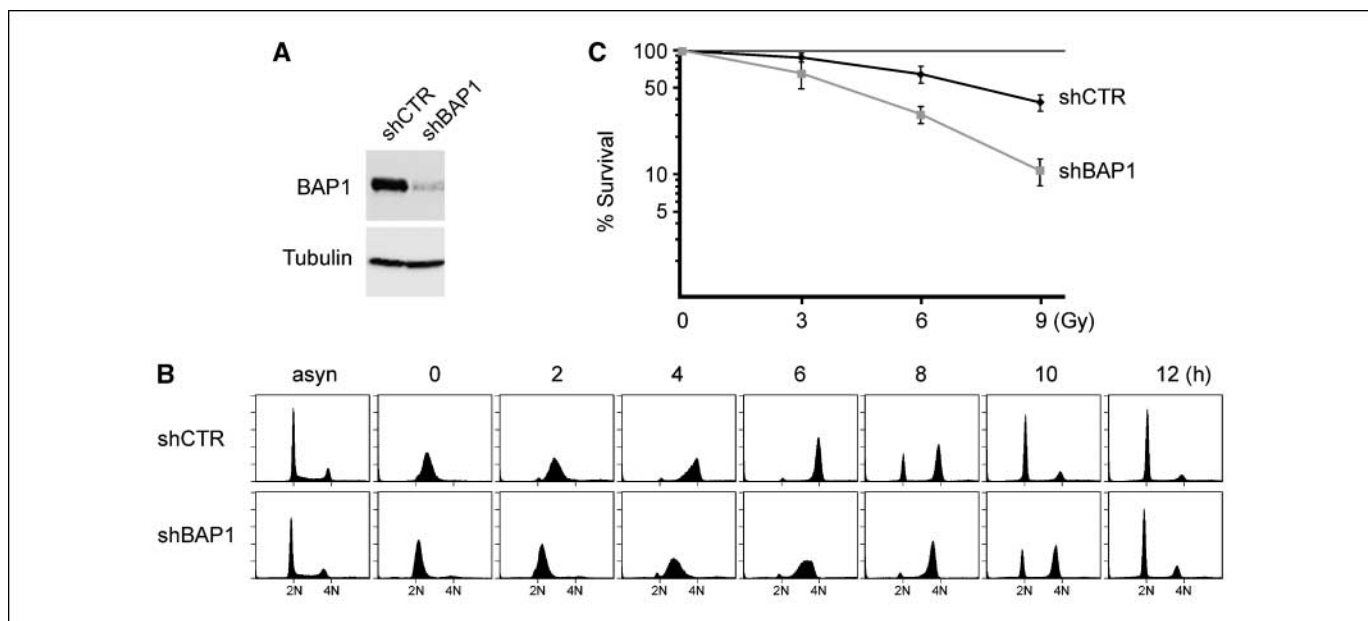 A
shCTR
shBAP1
BAP1
Tubulin
C
% Survival
100
50
10
5
0 3 6 9 (Gy)
shCTR
shBAP1
B
asyn 0 2 4 6 8 10 12 (h)
shCTR
shBAP1
2N 4N 2N 4N 2N 4N 2N 4N 2N 4N 2N 4N 2N 4N 2N 4N